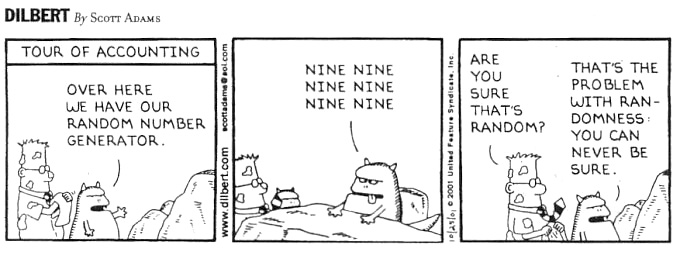 DILBERT By SCOTT ADAMS
TOUR OF ACCOUNTING
OVER HERE
WE HAVE OUR
RANDOM NUMBER
GENERATOR.
www.dilbert.com scottadams@aol.com
NINE NINE
NINE NINE
NINE NINE
10/25/01 © 2001 United Feature Syndicate, Inc.
ARE
YOU
SURE
THAT'S
RANDOM?
THAT'S THE
PROBLEM
WITH RAN-
DOMNESS:
YOU CAN
NEVER BE
SURE.